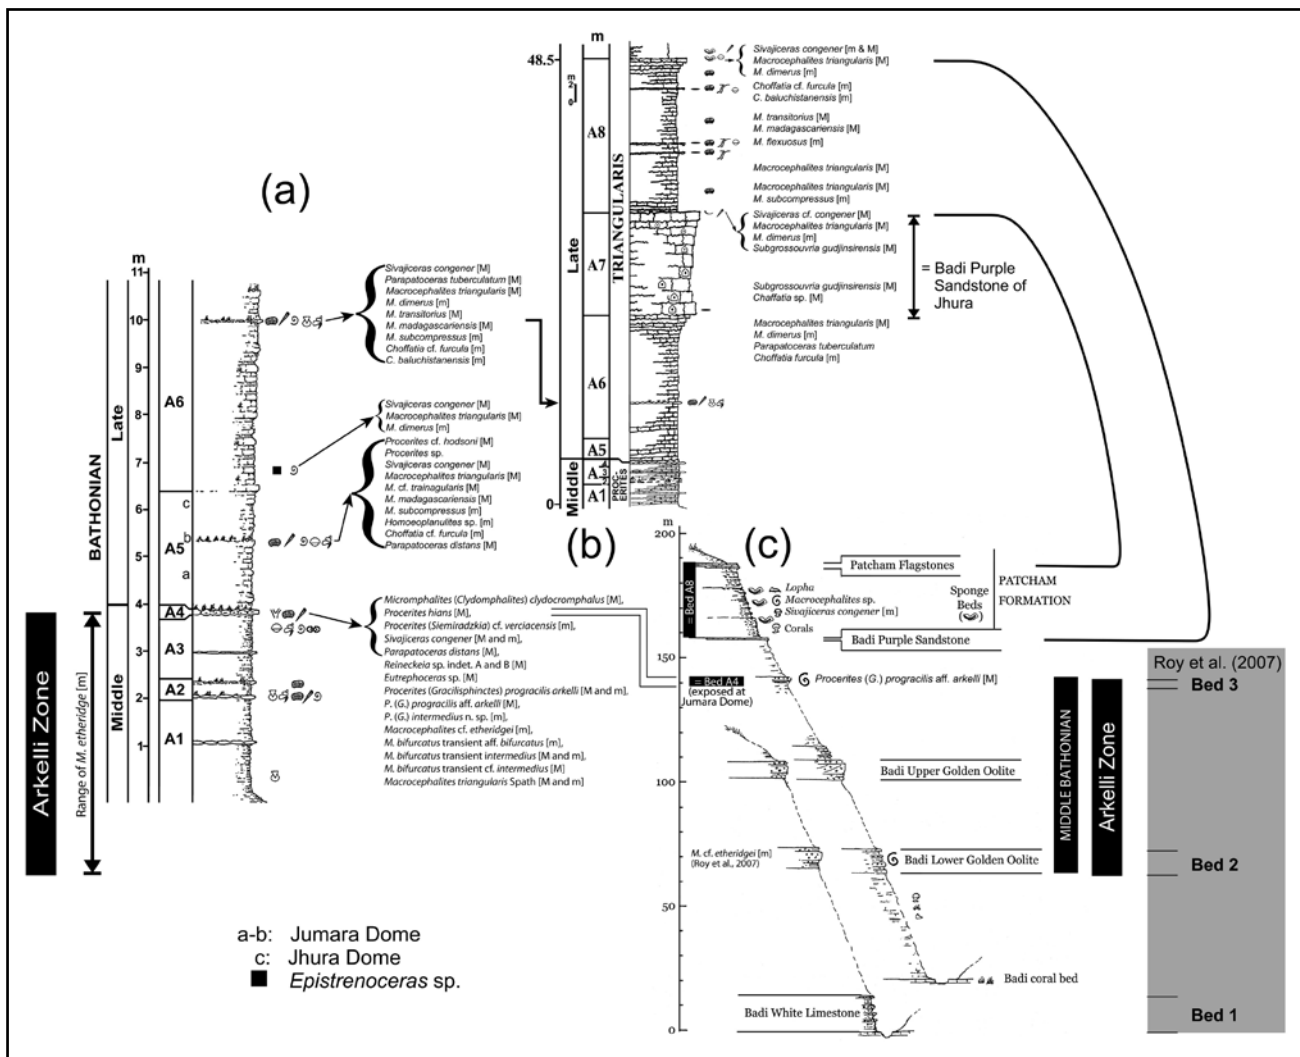 (a)
m
11
10
9
8
7
6
5
4
3
2
1
BATHONIAN
Late
Middle
A6
c
A5
b
a
A4
A3
A2
A1
Arkelli Zone
Range of M. etheridge [m]
Sivajiceras congener [M]
Parapatoceras tuberculatum [M]
Macrocephalites triangularis [M]
M. dimerus [m]
M. transitorius [M]
M. madagascariensis [M]
M. subcompressus [m]
Choffatia cf. furcula [m]
C. baluchistanensis [m]
Sivajiceras congener [M]
Macrocephalites triangularis [M]
M. dimerus [m]
Procerites cf. hodsoni [M]
Procerites sp.
Sivajiceras congener [M]
Macrocephalites triangularis [M]
M. cf. trainagularis [M]
M. madagascariensis [M]
M. subcompressus [m]
Homoeoplanulites sp. [m]
Choffatia cf. furcula [m]
Parapatoceras distans [M]
Micromphalites (Clydomphalites) clydocromphalus [M],
Procerites hians [M],
Procerites (Siemiradzkia) cf. verciacensis [m],
Sivajiceras congener [M and m],
Parapatoceras distans [M],
Reineckeia sp. indet. A and B [M]
Eutrephoceras sp. [M]
Procerites (Gracilisphinctes) progracilis arkelli [M and m],
P. (G.) progracilis aff. arkelli [M],
P. (G.) intermedius n. sp. [m],
Macrocephalites cf. etheridgei [m],
M. bifurcatus transient aff. bifurcatus [m],
M. bifurcatus transient intermedius [M and m],
M. bifurcatus transient cf. intermedius [M]
Macrocephalites triangularis Spath [M and m]
a-b: Jumara Dome
c: Jhura Dome
Epistrenoceras sp.
(b)
m
48.5
m
2
0
0
Late
Middle
A8
A7
A6
A5
A3
A1
TRIANGULARIS
PROC-
ERITES
Sivajiceras congener [m & M]
Macrocephalites triangularis [M]
M. dimerus [m]
Choffatia cf. furcula [m]
C. baluchistanensis [m]
M. transitorius [M]
M. madagascariensis [M]
M. flexuosus [m]
Macrocephalites triangularis [M]
Macrocephalites triangularis [M]
M. subcompressus [m]
Sivajiceras cf. congener [M]
Macrocephalites triangularis [M]
M. dimerus [m]
Subgrossouvria gudjinsirensis [M]
Subgrossouvria gudjinsirensis [M]
Chaffatia sp. [M]
Macrocephalites triangularis [M]
M. dimerus [m]
Parapatoceras tuberculatum
Choffatia furcula [m]
= Badi Purple
Sandstone of
Jhura
(c)
m
200
150
100
50
0
= Bed A8
= Bed A4
(exposed at
Jumara Dome)
Patcham Flagstones
Lopha
Macrocephalites sp.
Sivajiceras congener [m]
Corals
Sponge
Beds
PATCHAM
FORMATION
Badi Purple Sandstone
Procerites (G.) progracilis aff. arkelli [M]
Badi Upper Golden Oolite
M. cf. etheridgei [m]
(Roy et al., 2007)
Badi Lower Golden Oolite
Badi coral bed
Badi White Limestone
MIDDLE BATHONIAN
Arkelli Zone
Roy et al. (2007)
Bed 3
Bed 2
Bed 1